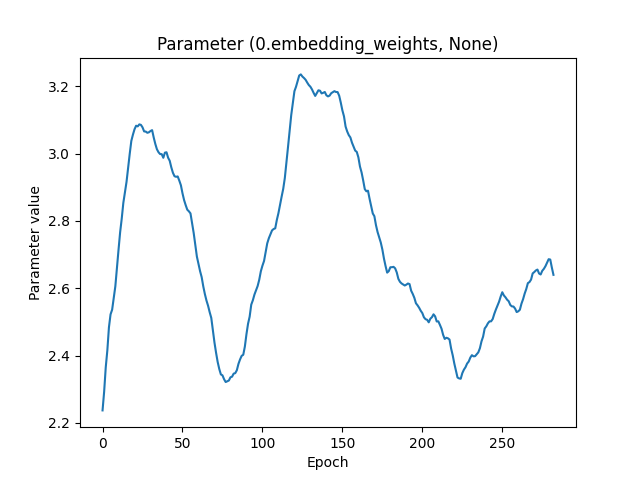 Parameter (0.embedding_weights, None)
Parameter value
3.2
3.0
2.8
2.6
2.4
2.2
0 50 100 150 200 250
Epoch